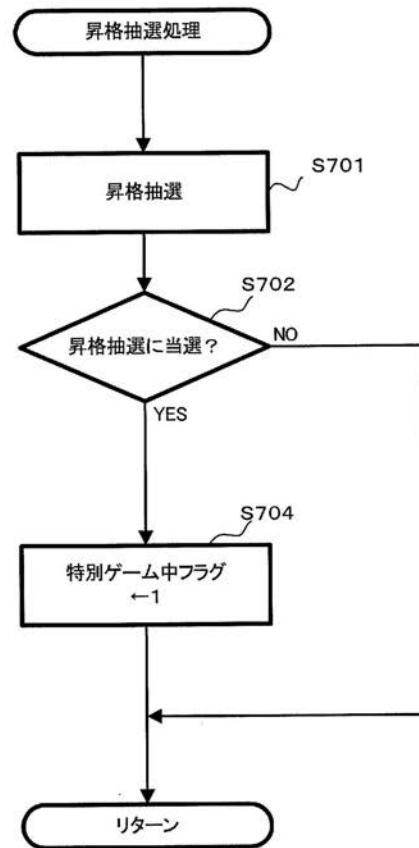 昇格抽選処理
S701
昇格抽選
S702
昇格抽選に当選?
NO
YES
S704
特別ゲーム中フラグ
←1
リターン